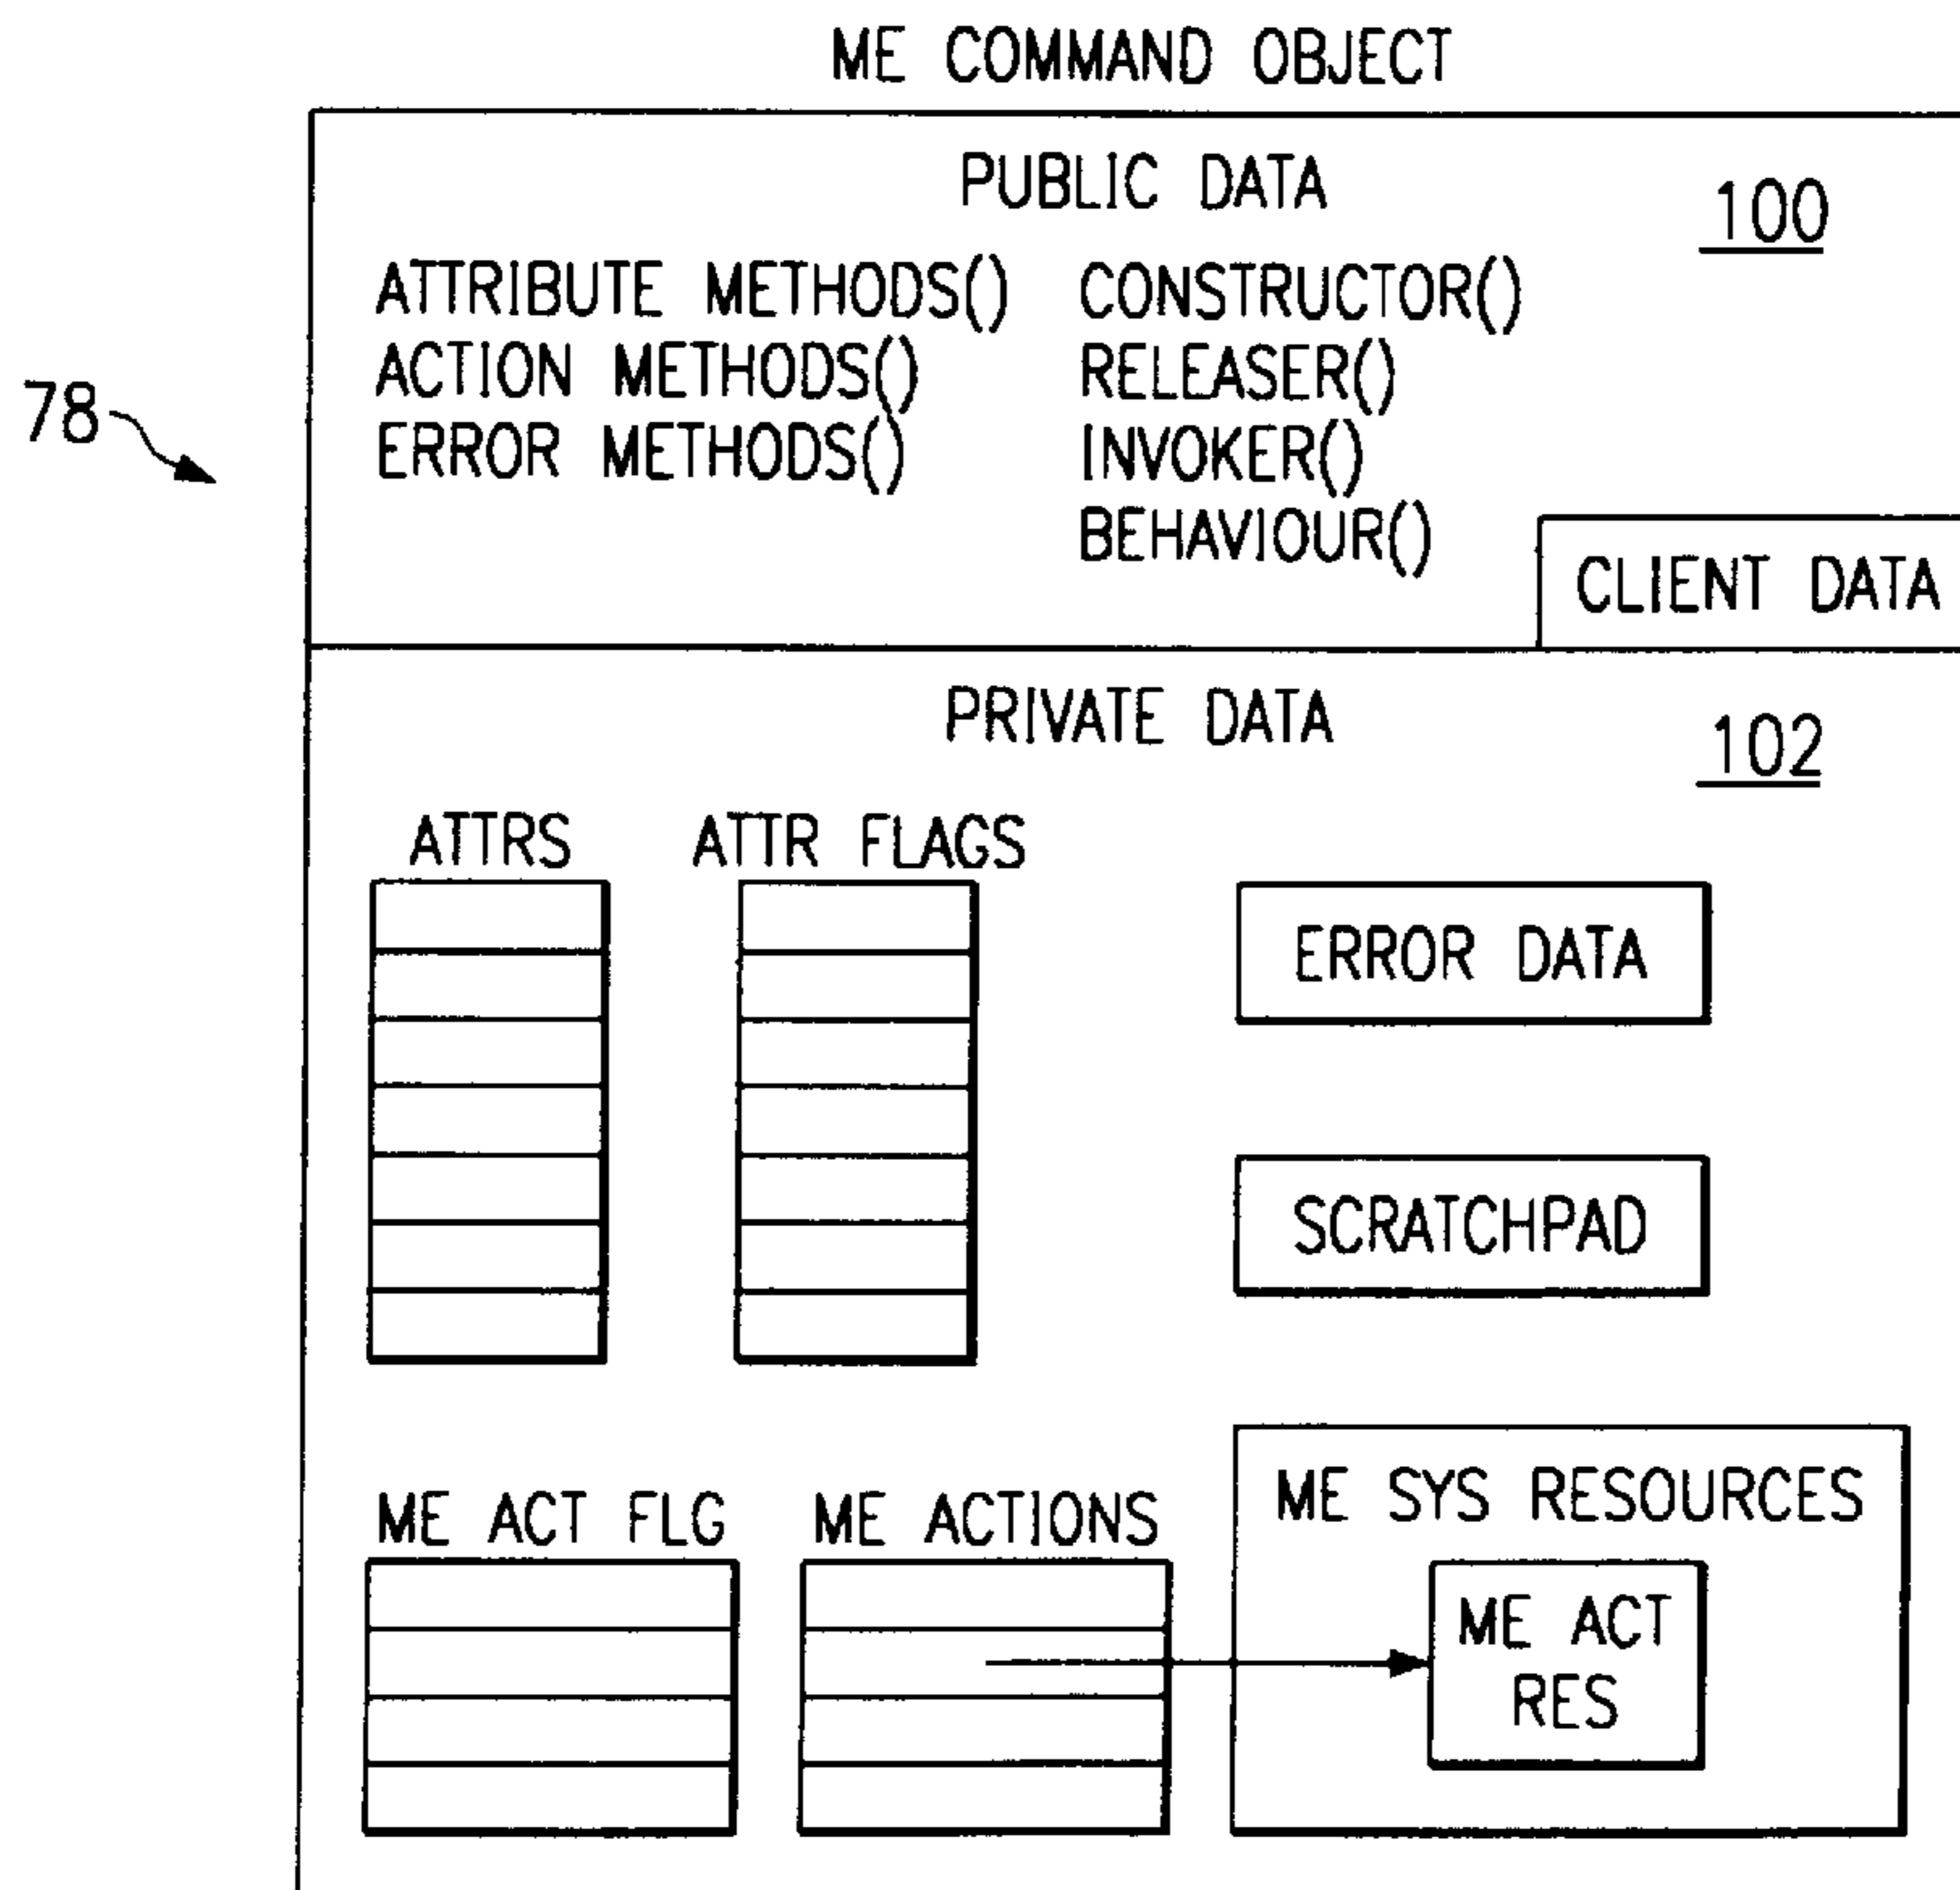 ME COMMAND OBJECT
PUBLIC DATA
100
ATTRIBUTE METHODS() CONSTRUCTOR()
ACTION METHODS() RELEASER()
78
ERROR METHODS() INVOKER()
BEHAVIOUR()
CLIENT DATA
PRIVATE DATA
102
ATTRS ATTR FLAGS
ERROR DATA
SCRATCHPAD
ME ACT FLG ME ACTIONS ME SYS RESOURCES
ME ACT
RES